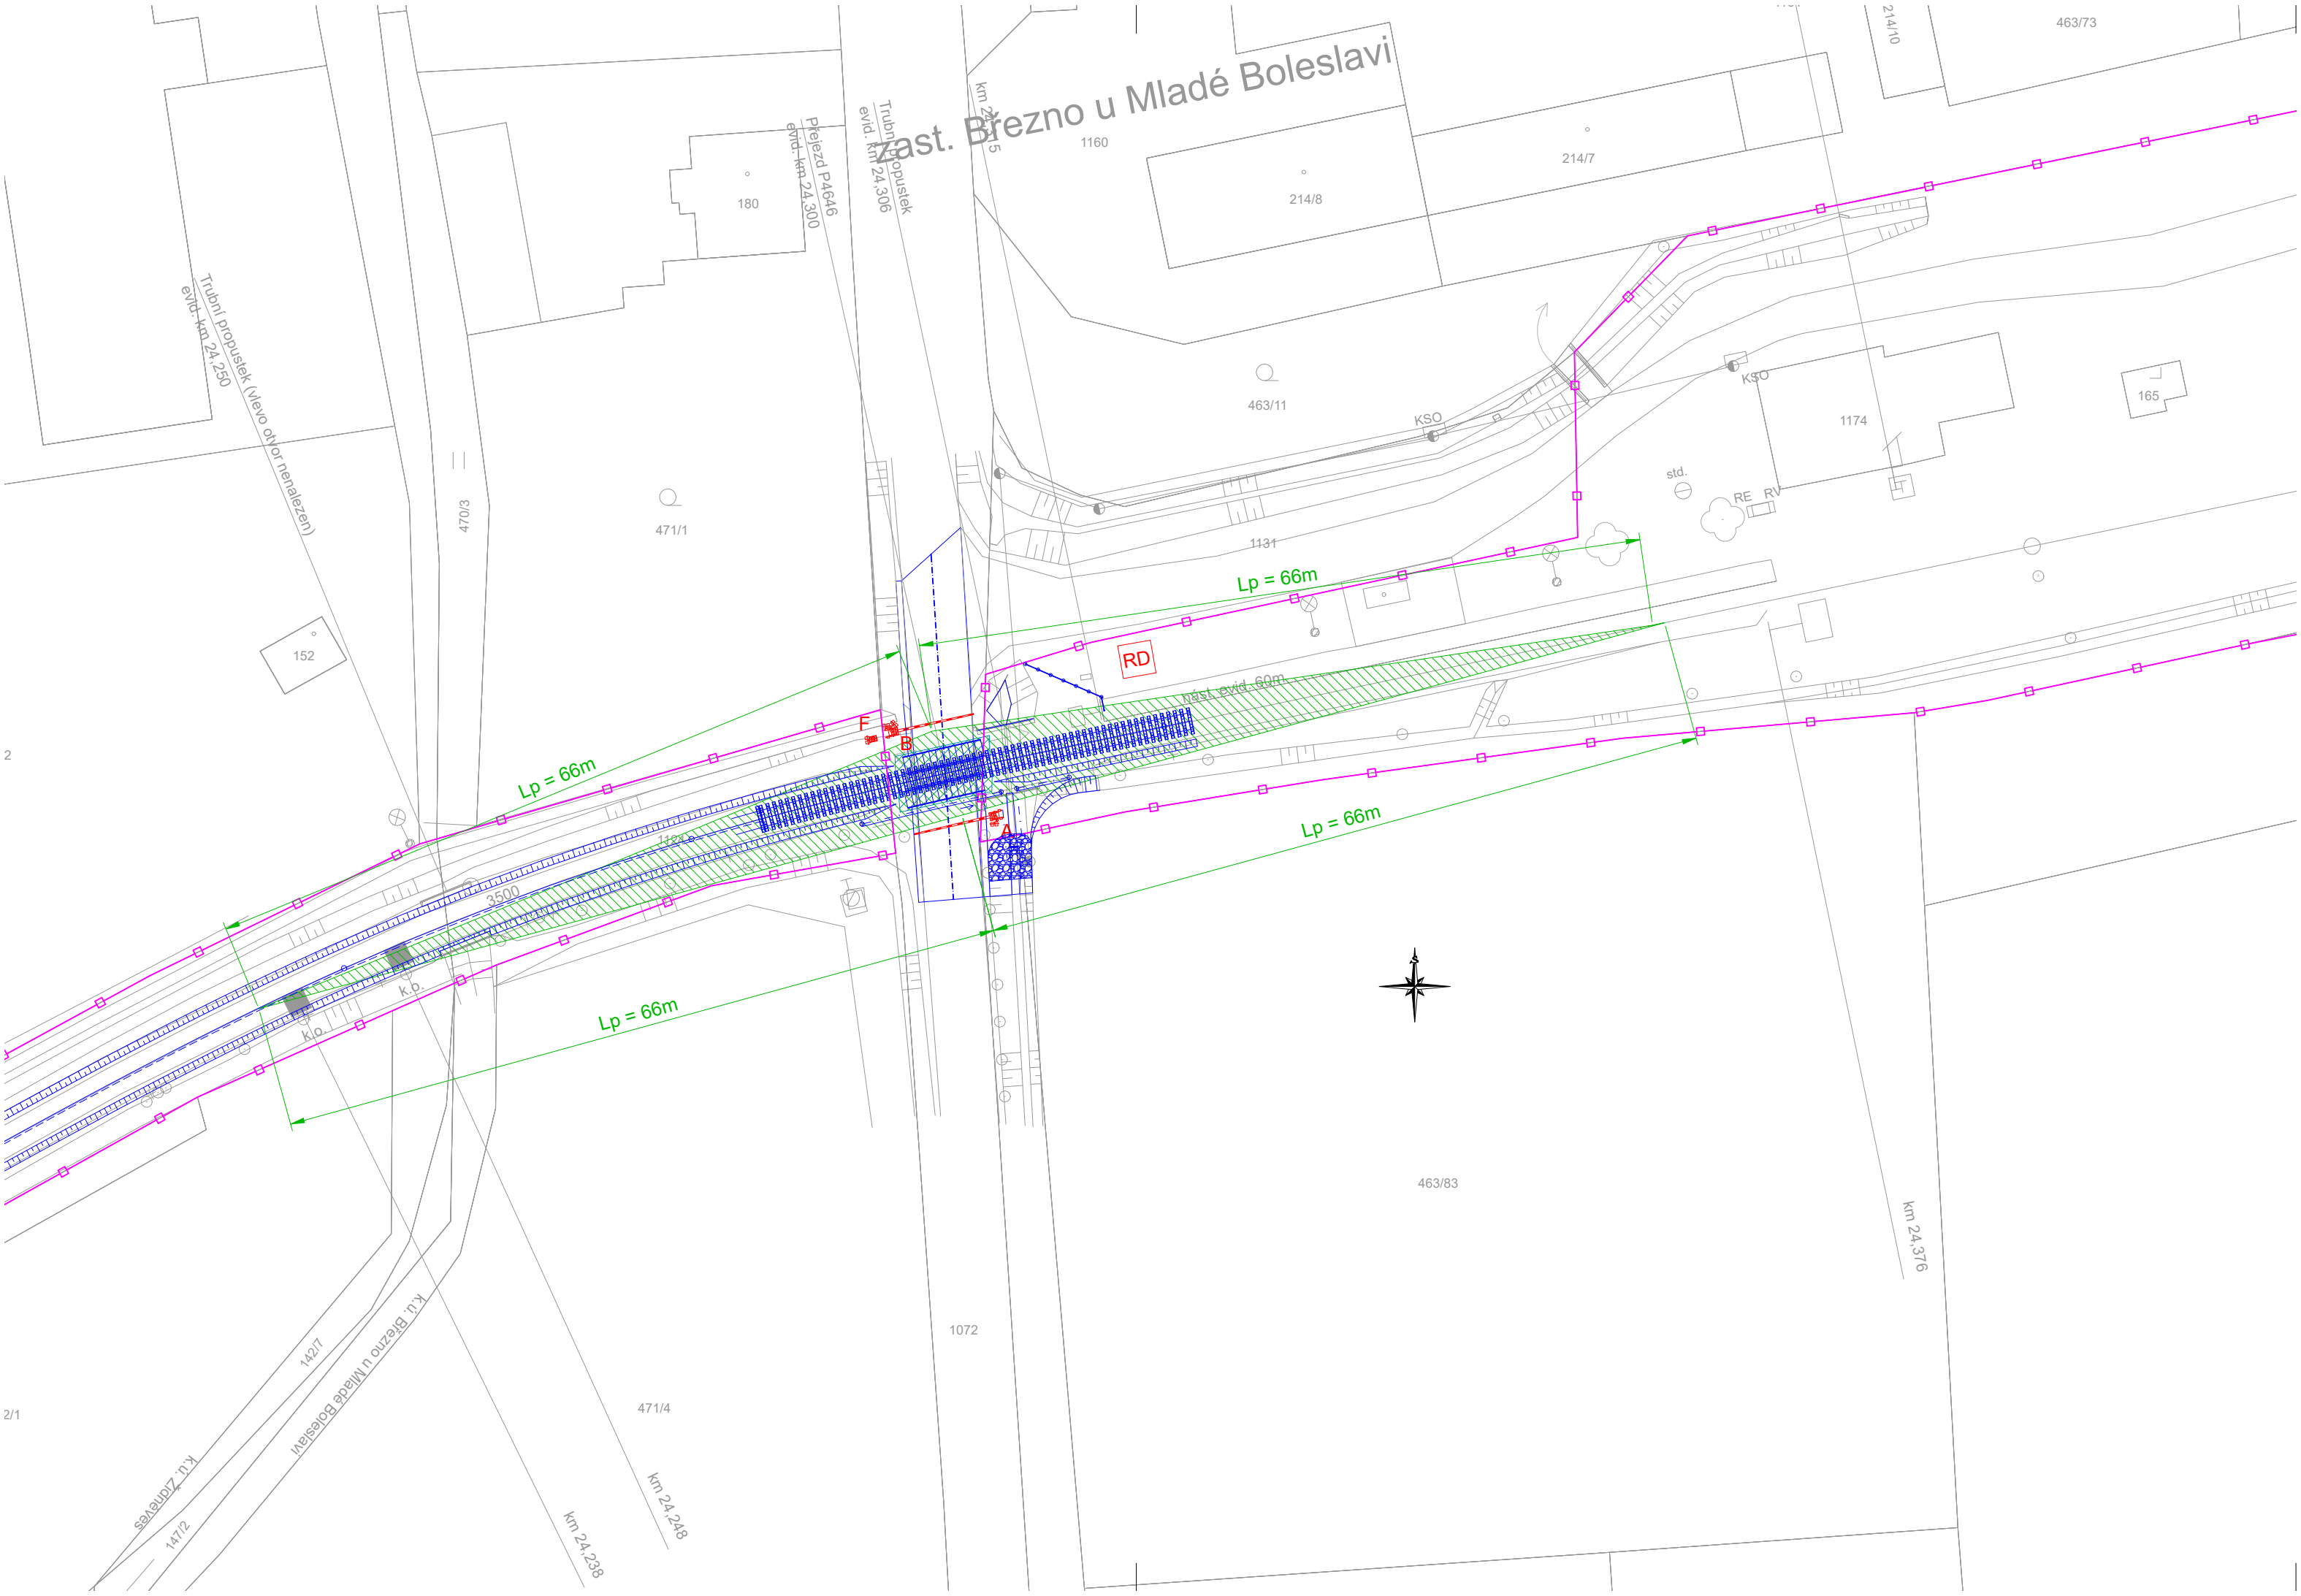 214/10
463/73
zast. Březno u Mladé Boleslavi
km 24,315
Trubní propustek
evid. km 24,306
Přejezd P4646
evid. km 24,300
1160
214/7
214/8
180
Trubní propustek (vlevo otvor nenalezen)
evid. km 24,250
KSO
463/11
KSO
165
1174
470/3
471/1
std.
RE
RV
1131
Lp = 66m
152
RD
nást. evid. 60m
F
B
2
Lp = 66m
A
Lp = 66m
3500
S
k.o.
k.o.
Lp = 66m
463/83
km 24,376
1072
142/7
k.ú. Březno u Mladé Boleslavi
2/1
471/4
k.ú. Židněves
147/2
km 24,248
km 24,238